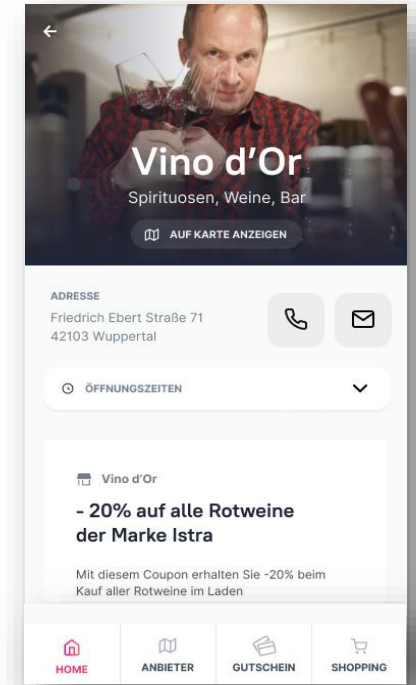 Vino d’Or
Spirituosen, Weine, Bar
AUF KARTE ANZEIGEN
ADRESSE
Friedrich Ebert Straße 71
42103 Wuppertal
ÖFFNUNGSZEITEN
Vino d’Or
- 20% auf alle Rotweine
der Marke Istra
Mit diesem Coupon erhalten Sie -20% beim
Kauf aller Rotweine im Laden
HOME
ANBIETER
GUTSCHEIN
SHOPPING